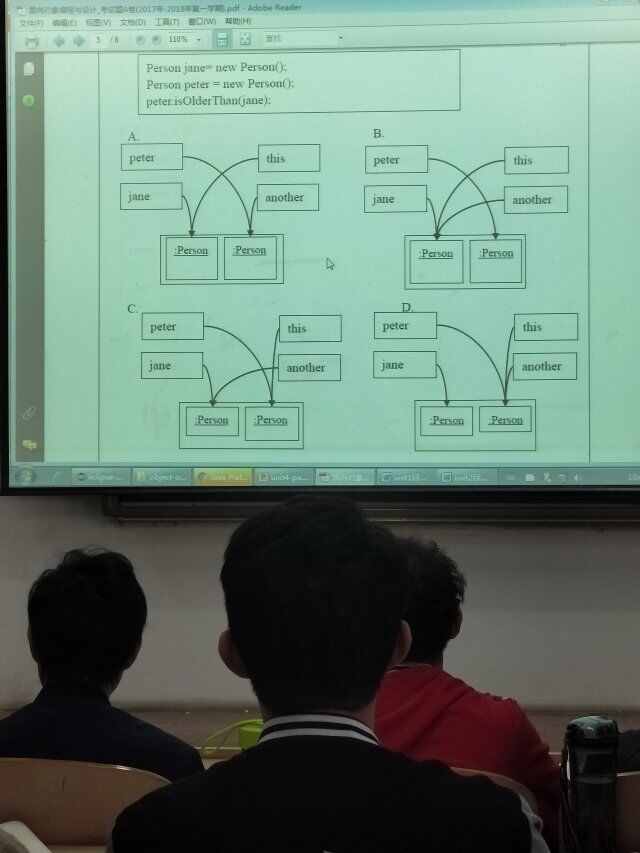 面向对象编程与设计_考试题A卷(2017年-2018年第一学期).pdf - Adobe Reader
文件(F) 编辑(E) 视图(V) 文档(D) 工具(T) 窗口(W) 帮助(H)
5 / 8 110% 查找
Person jane= new Person();
Person peter = new Person();
peter.isOlderThan(jane);
A.
peter this
jane another
:Person :Person
B.
peter this
jane another
:Person :Person
C.
peter this
jane another
:Person :Person
D.
peter this
jane another
:Person :Person
eclipse-... object-o... Java Plat... unit4-pa... 面向对象... unit1目... unit2目...